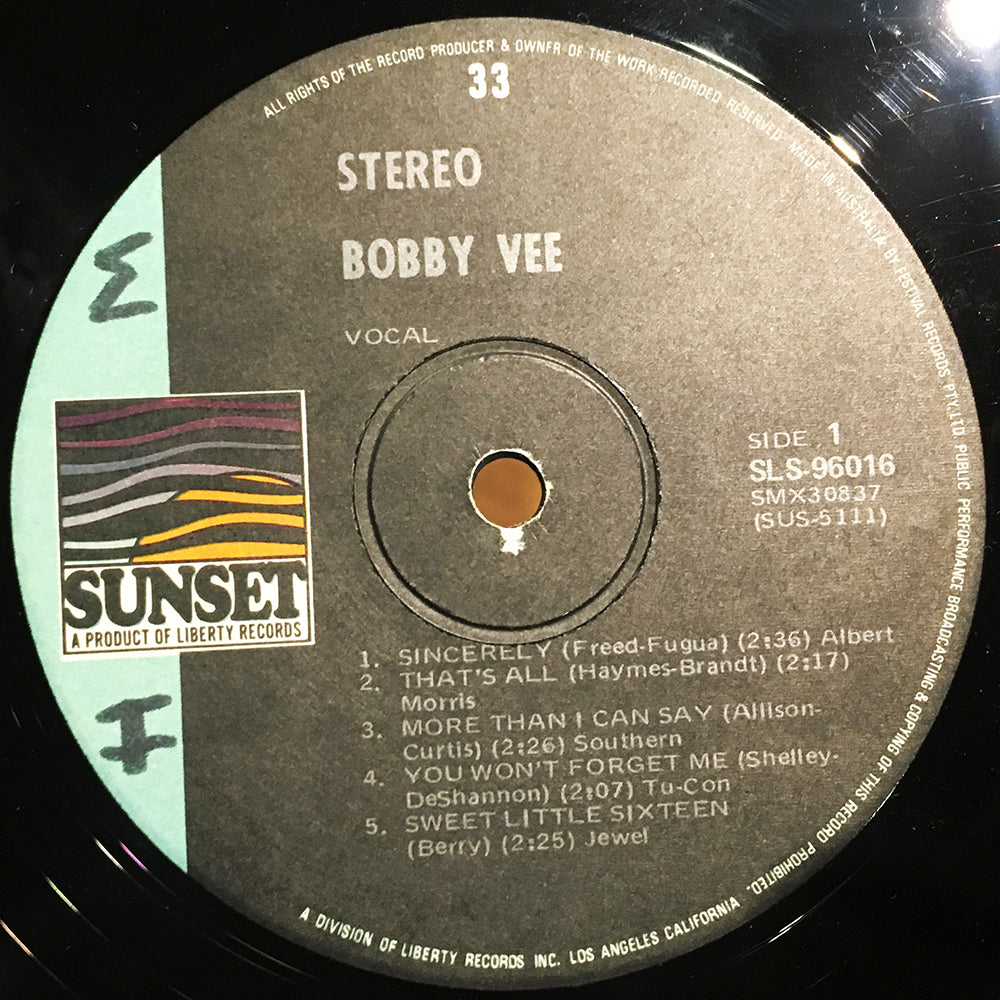 ALL RIGHTS OF THE RECORD PRODUCER & OWNER OF THE WORK RECORDED RESERVED. MADE IN AUSTRALIA BY FESTIVAL RECORDS PTY. LTD PUBLIC PERFORMANCE BROADCASTING & COPYING OF THIS RECORD PROHIBITED.
33
STEREO
BOBBY VEE
VOCAL
SIDE 1
SLS-96016
SMX30837
(SUS-5111)
SUNSET
A PRODUCT OF LIBERTY RECORDS
1. SINCERELY (Freed-Fugua) (2:36) Albert
2. THAT'S ALL (Haymes-Brandt) (2:17)
Morris
3. MORE THAN I CAN SAY (Allison-
Curtis) (2:26) Southern
4. YOU WON'T FORGET ME (Shelley-
DeShannon) (2:07) Tu-Con
5. SWEET LITTLE SIXTEEN
(Berry) (2:25) Jewel
A DIVISION OF LIBERTY RECORDS INC. LOS ANGELES CALIFORNIA